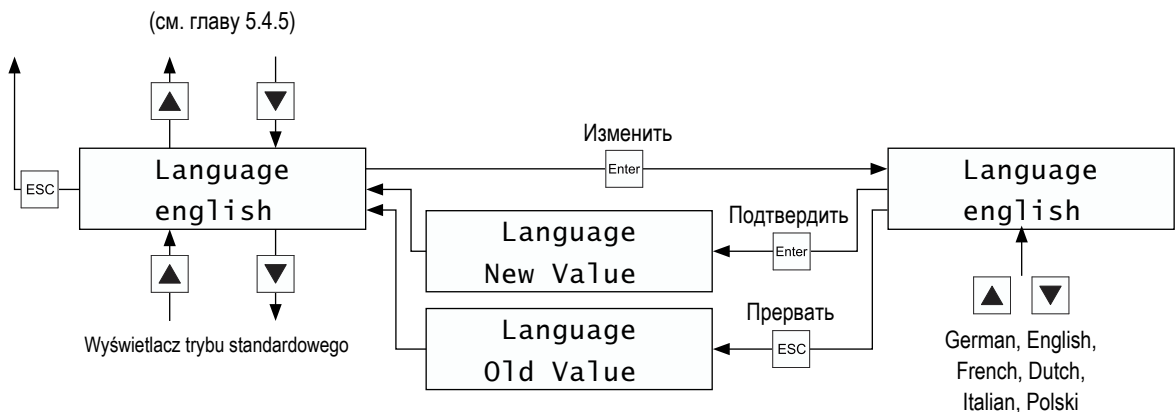 (см. главу 5.4.5)
Изменить
Enter
Language
english
ESC
Language
english
Подтвердить
Enter
Language
New Value
Прервать
ESC
Language
Old Value
Wyświetlacz trybu standardowego
German, English,
French, Dutch,
Italian, Polski